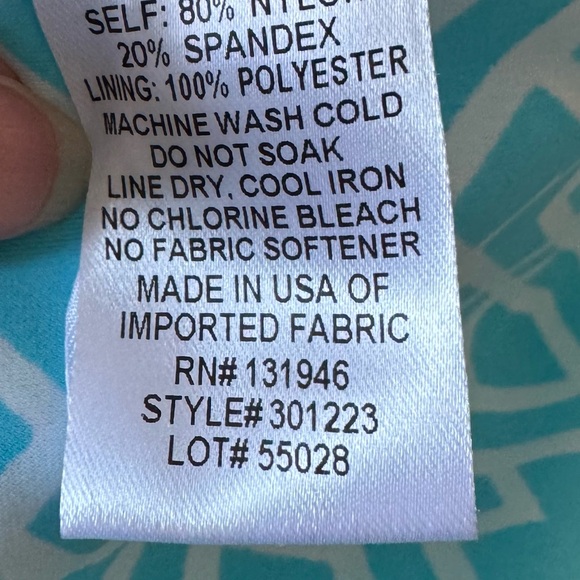 SELF: 80% NYLON
20% SPANDEX
LINING: 100% POLYESTER
MACHINE WASH COLD
DO NOT SOAK
LINE DRY, COOL IRON
NO CHLORINE BLEACH
NO FABRIC SOFTENER
MADE IN USA OF
IMPORTED FABRIC
RN# 131946
STYLE# 301223
LOT# 55028